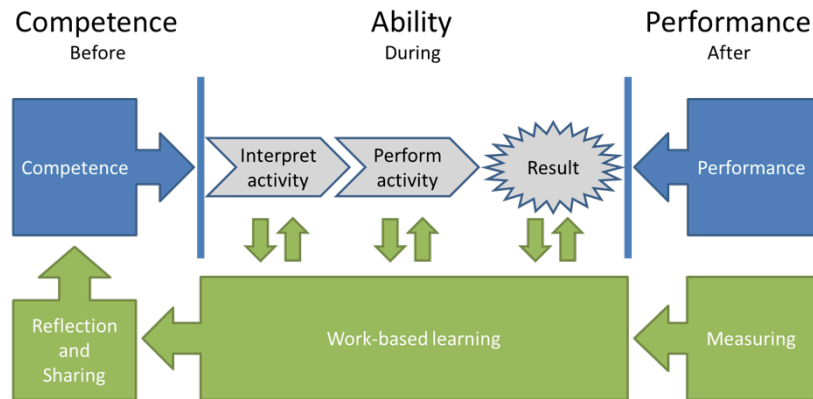 Competence
Before
Ability
During
Performance
After
Competence
Interpret
activity
Perform
activity
Result
Performance
Reflection
and
Sharing
Work-based learning
Measuring